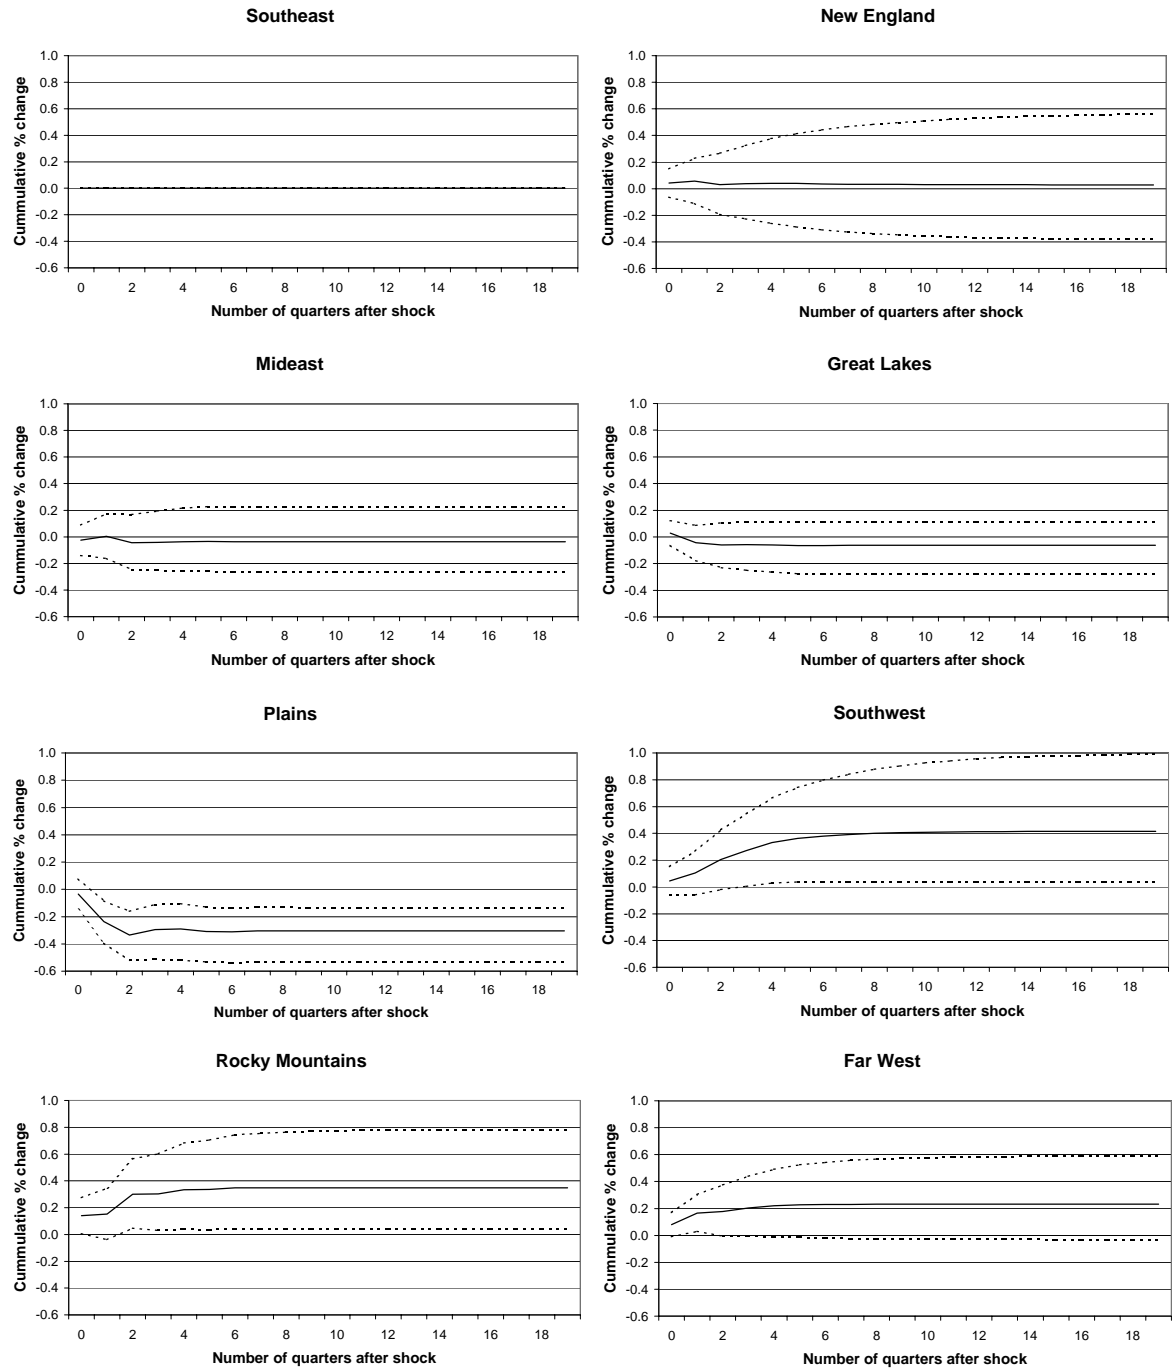 Southeast
Cummulative % change
1.0
0.8
0.6
0.4
0.2
0.0
-0.2
-0.4
-0.6
0 2 4 6 8 10 12 14 16 18
Number of quarters after shock
New England
Cummulative % change
1.0
0.8
0.6
0.4
0.2
0.0
-0.2
-0.4
-0.6
0 2 4 6 8 10 12 14 16 18
Number of quarters after shock
Mideast
Cummulative % change
1.0
0.8
0.6
0.4
0.2
0.0
-0.2
-0.4
-0.6
0 2 4 6 8 10 12 14 16 18
Number of quarters after shock
Great Lakes
Cummulative % change
1.0
0.8
0.6
0.4
0.2
0.0
-0.2
-0.4
-0.6
0 2 4 6 8 10 12 14 16 18
Number of quarters after shock
Plains
Cummulative % change
1.0
0.8
0.6
0.4
0.2
0.0
-0.2
-0.4
-0.6
0 2 4 6 8 10 12 14 16 18
Number of quarters after shock
Southwest
Cummulative % change
1.0
0.8
0.6
0.4
0.2
0.0
-0.2
-0.4
-0.6
0 2 4 6 8 10 12 14 16 18
Number of quarters after shock
Rocky Mountains
Cummulative % change
1.0
0.8
0.6
0.4
0.2
0.0
-0.2
-0.4
-0.6
0 2 4 6 8 10 12 14 16 18
Number of quarters after shock
Far West
Cummulative % change
1.0
0.8
0.6
0.4
0.2
0.0
-0.2
-0.4
-0.6
0 2 4 6 8 10 12 14 16 18
Number of quarters after shock